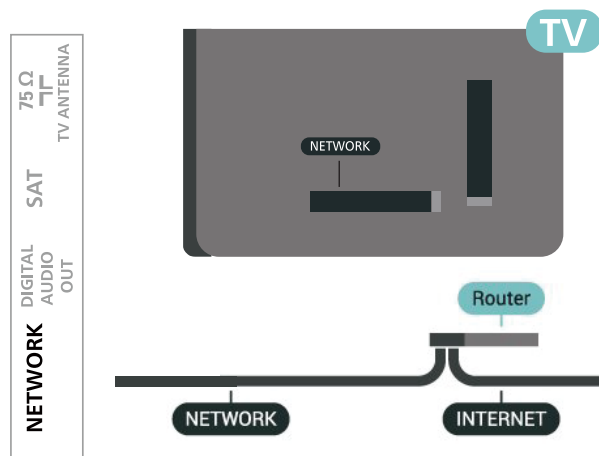 TV
75 Ω
TV ANTENNA
SAT
DIGITAL
AUDIO
OUT
NETWORK
NETWORK
Router
NETWORK
INTERNET